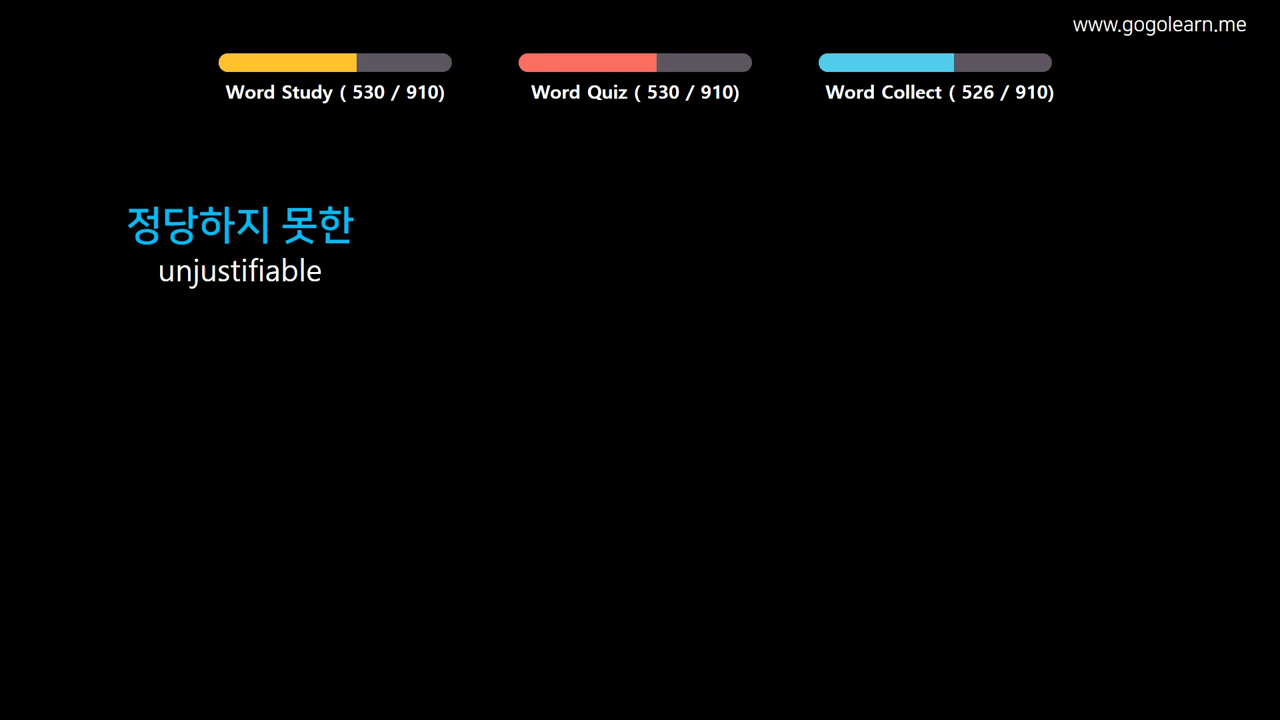 www.gogolearn.me
Word Study ( 530 / 910)
Word Quiz ( 530 / 910)
Word Collect ( 526 / 910)
정당하지 못한
unjustifiable